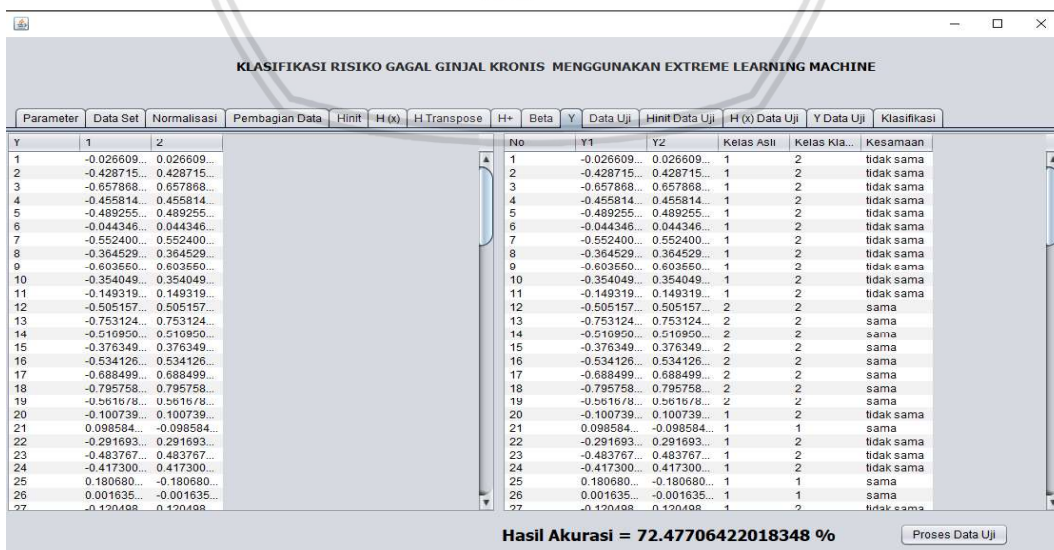 KLASIFIKASI RISIKO GAGAL GINJAL KRONIS MENGGUNAKAN EXTREME LEARNING MACHINE
Parameter Data Set Normalisasi Pembagian Data Hinit H (x) H Transpose H+ Beta Y Data Uji Hinit Data Uji H (x) Data Uji Y Data Uji Klasifikasi
Y 1 2
1 -0.026609... 0.026609...
2 -0.428715... 0.428715...
3 -0.657868... 0.657868...
4 -0.455814... 0.455814...
5 -0.489255... 0.489255...
6 -0.044346... 0.044346...
7 -0.552400... 0.552400...
8 -0.364529... 0.364529...
9 -0.603550... 0.603550...
10 -0.354049... 0.354049...
11 -0.149319... 0.149319...
12 -0.505157... 0.505157...
13 -0.753124... 0.753124...
14 -0.516950... 0.516950...
15 -0.376349... 0.376349...
16 -0.534126... 0.534126...
17 -0.688499... 0.688499...
18 -0.795758... 0.795758...
19 -0.561678... 0.561678...
20 -0.100739... 0.100739...
21 0.098584... -0.098584...
22 -0.291693... 0.291693...
23 -0.483767... 0.483767...
24 -0.417300... 0.417300...
25 0.180680... -0.180680...
26 0.001635... -0.001635...
27 -0.120498 0.120498
No Y1 Y2 Kelas Asli Kelas Kla... Kesamaan
1 -0.026609... 0.026609... 1 2 tidak sama
2 -0.428715... 0.428715... 1 2 tidak sama
3 -0.657868... 0.657868... 1 2 tidak sama
4 -0.455814... 0.455814... 1 2 tidak sama
5 -0.489255... 0.489255... 1 2 tidak sama
6 -0.044346... 0.044346... 1 2 tidak sama
7 -0.552400... 0.552400... 1 2 tidak sama
8 -0.364529... 0.364529... 1 2 tidak sama
9 -0.603550... 0.603550... 1 2 tidak sama
10 -0.354049... 0.354049... 1 2 tidak sama
11 -0.149319... 0.149319... 1 2 tidak sama
12 -0.505157... 0.505157... 2 2 sama
13 -0.753124... 0.753124... 2 2 sama
14 -0.516950... 0.516950... 2 2 sama
15 -0.376349... 0.376349... 2 2 sama
16 -0.534126... 0.534126... 2 2 sama
17 -0.688499... 0.688499... 2 2 sama
18 -0.795758... 0.795758... 2 2 sama
19 -0.561678... 0.561678... 2 2 sama
20 -0.100739... 0.100739... 1 2 tidak sama
21 0.098584... -0.098584... 1 1 sama
22 -0.291693... 0.291693... 1 2 tidak sama
23 -0.483767... 0.483767... 1 2 tidak sama
24 -0.417300... 0.417300... 1 2 tidak sama
25 0.180680... -0.180680... 1 1 sama
26 0.001635... -0.001635... 1 1 sama
27 -0.120498 0.120498 1 2 tidak sama
Hasil Akurasi = 72.47706422018348 % Proses Data Uji